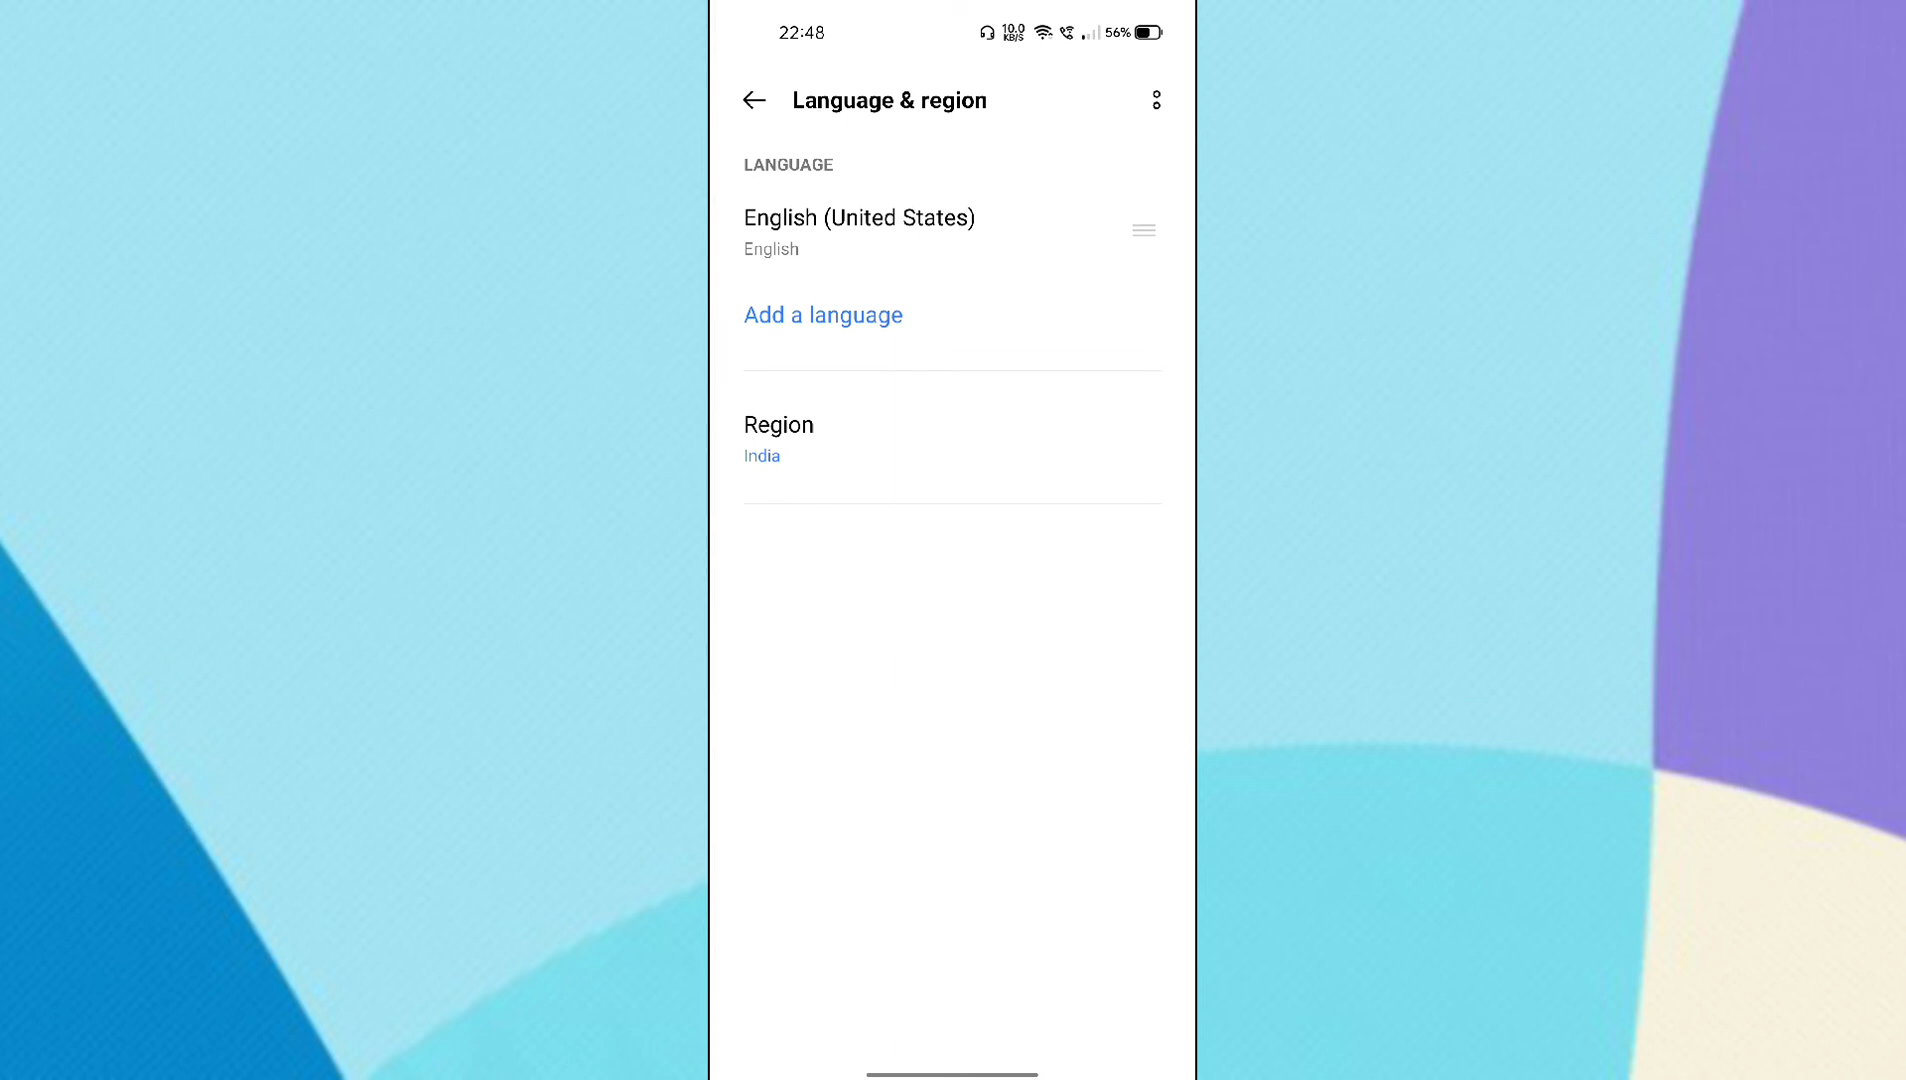 22:48 10.0 KB/S 56%
Language & region
LANGUAGE
English (United States)
English
Add a language
Region
India